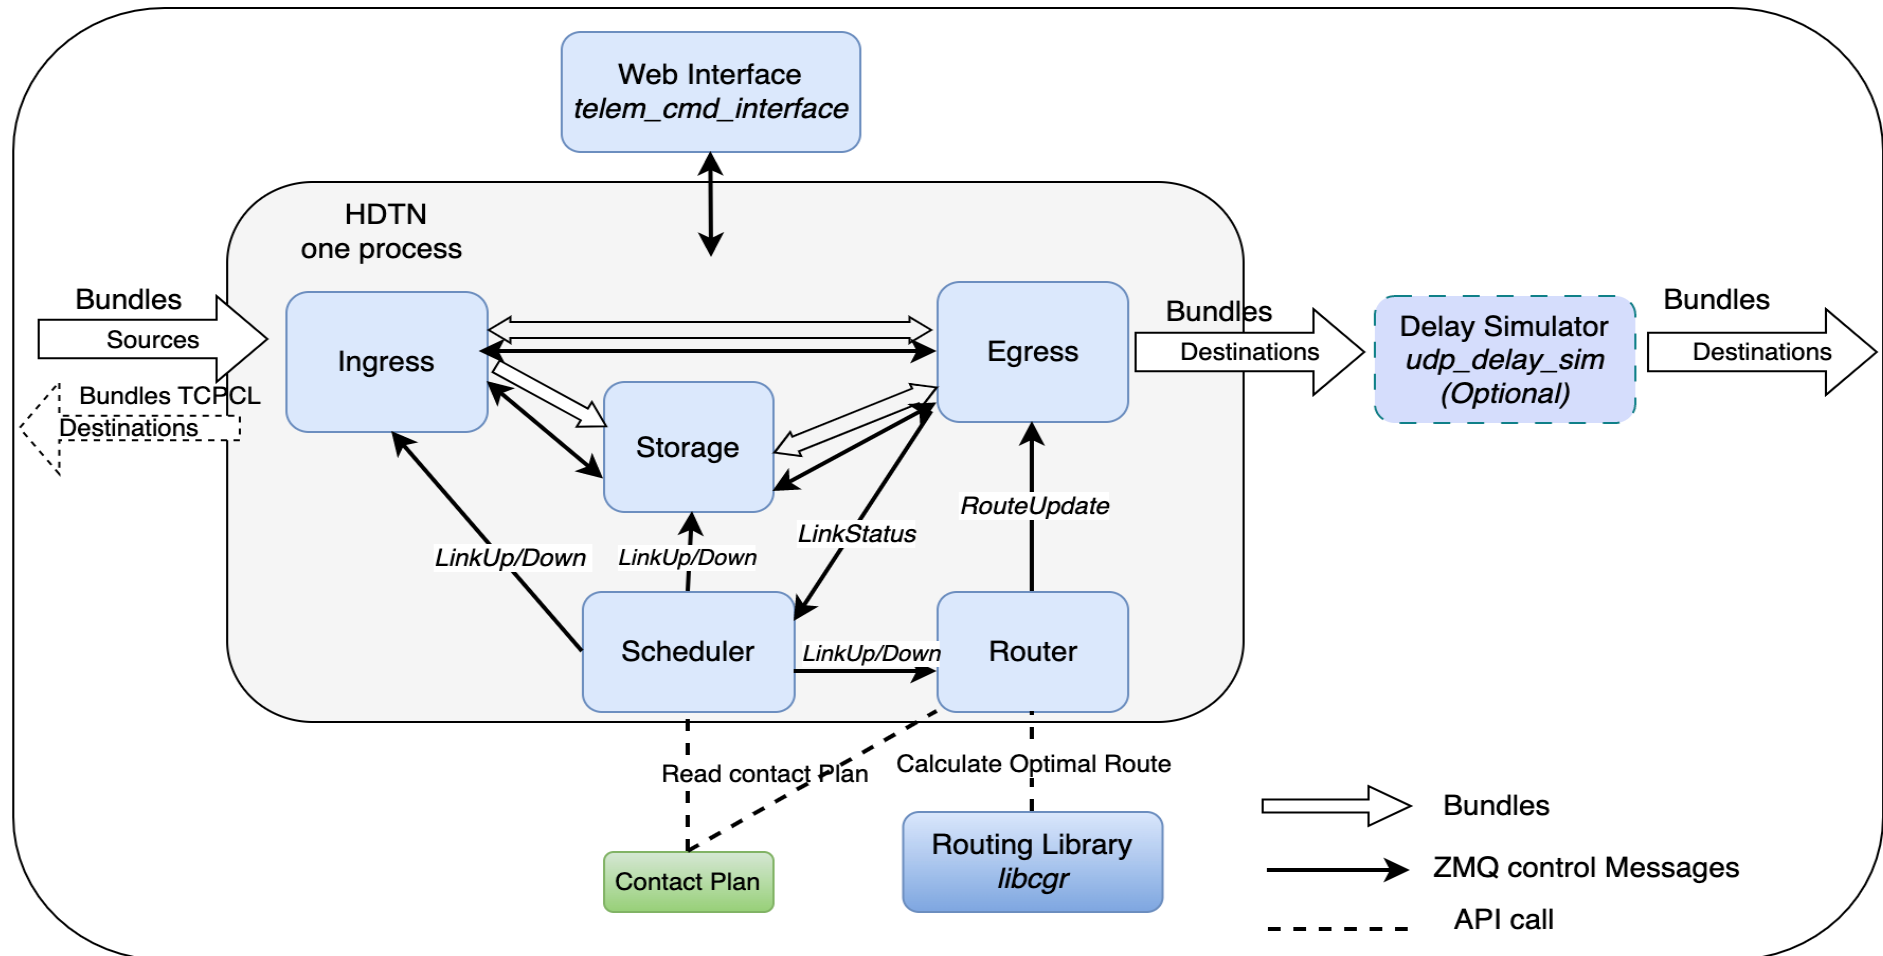 Web Interface
telem_cmd_interface
HDTN
one process
Bundles
Sources
Bundles TCPCL
Destinations
Ingress
Storage
Egress
Bundles
Destinations
Delay Simulator
udp_delay_sim
(Optional)
Bundles
Destinations
LinkUp/Down
LinkUp/Down
LinkStatus
RouteUpdate
Scheduler
LinkUp/Down
Router
Read contact Plan
Calculate Optimal Route
Contact Plan
Routing Library
libcgr
Bundles
ZMQ control Messages
API call